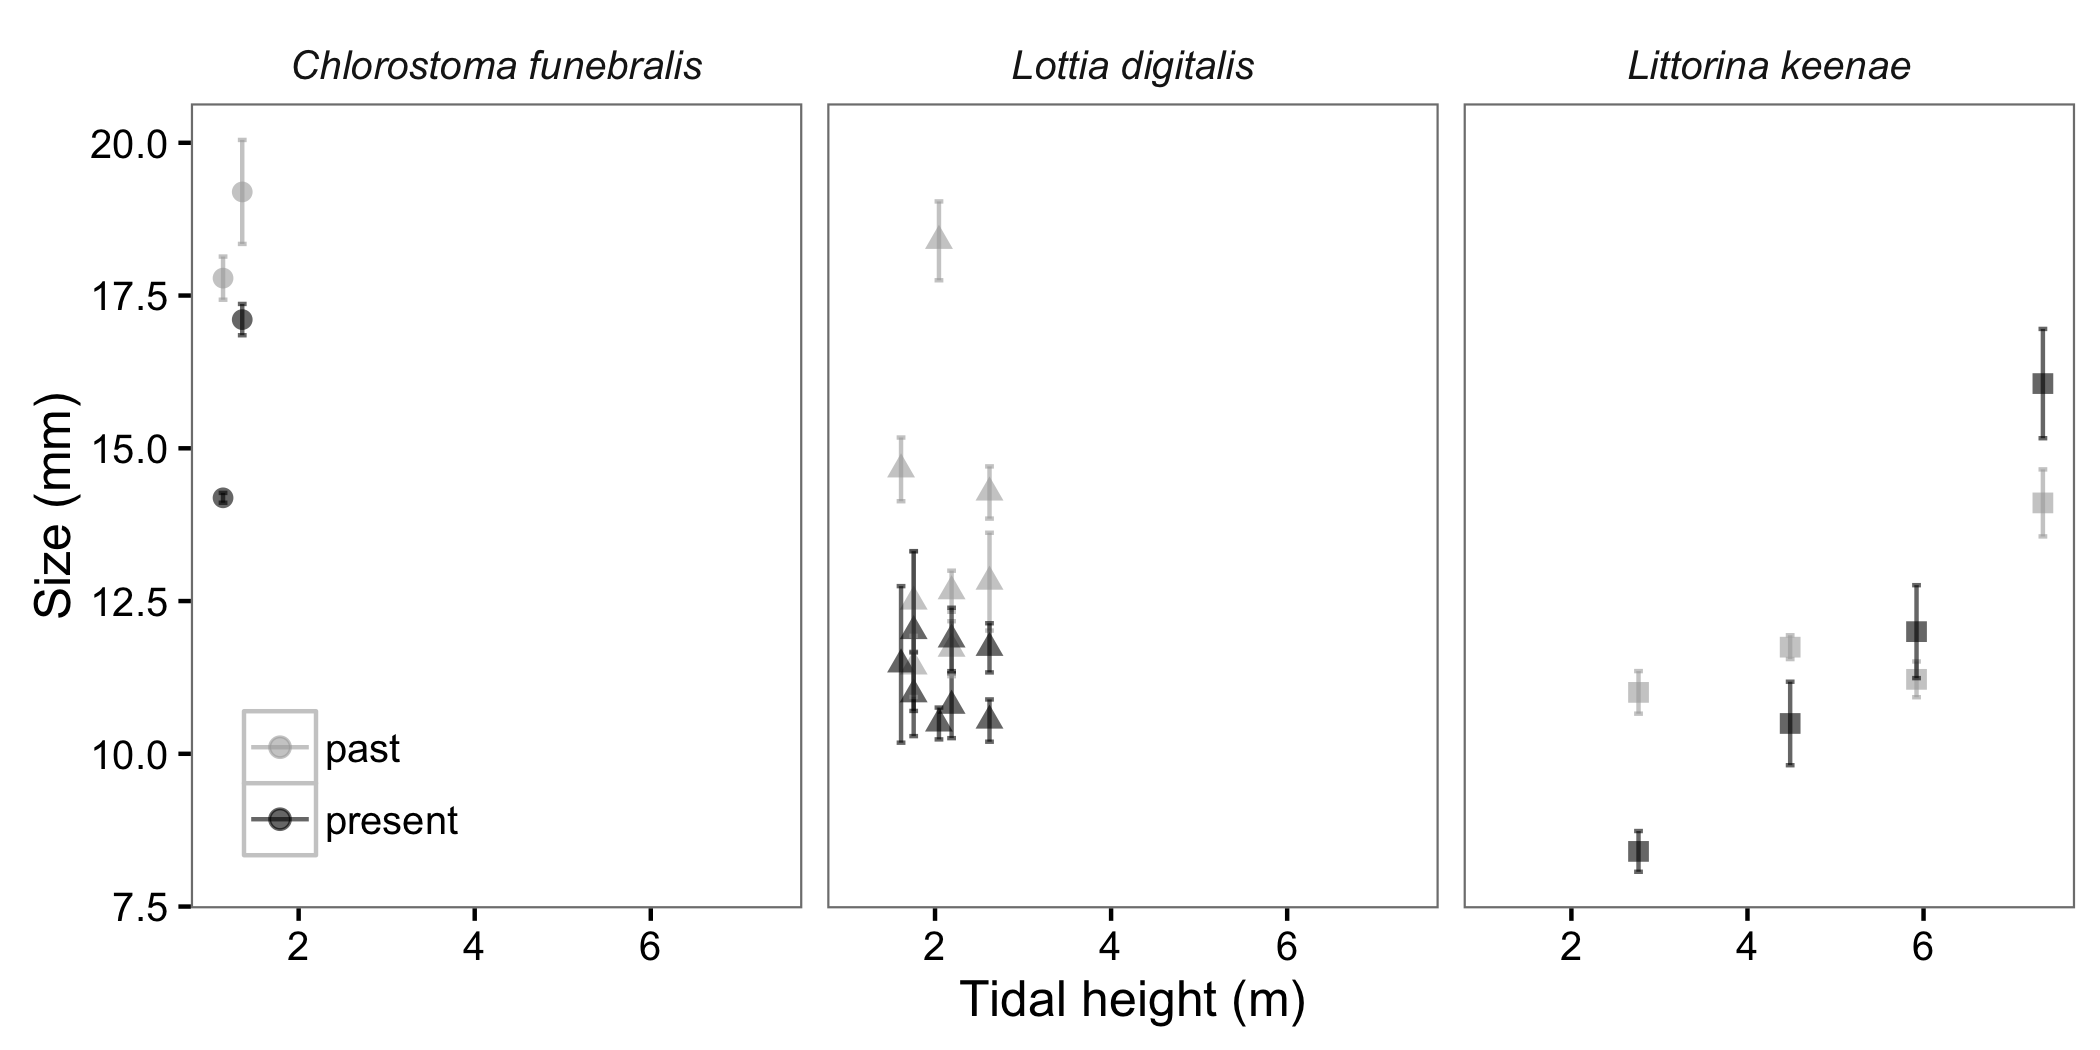 Chlorostoma funebralis
Lottia digitalis
Littorina keenae
20.0
17.5
15.0
12.5
10.0
7.5
Size (mm)
past
present
2 4 6
2 4 6
2 4 6
Tidal height (m)